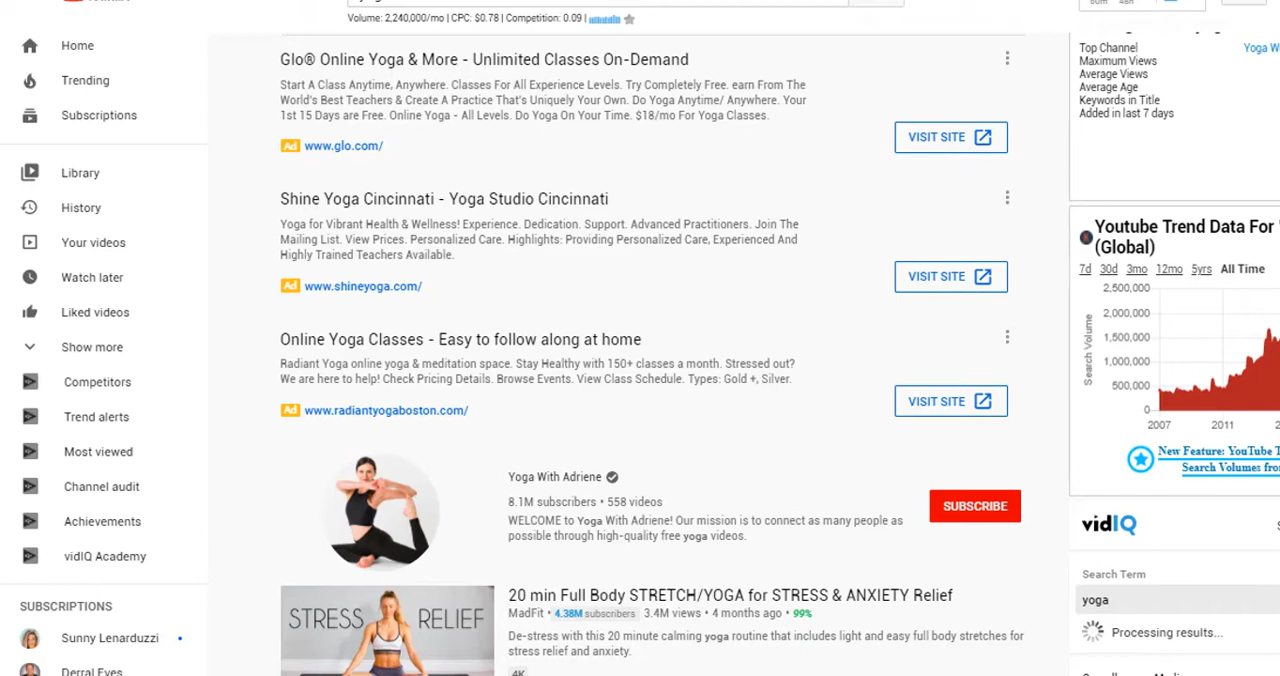 Volume: 2,240,000/mo | CPC: $0.78 | Competition: 0.09 |
Home
Trending
Subscriptions
Library
History
Your videos
Watch later
Liked videos
Show more
Competitors
Trend alerts
Most viewed
Channel audit
Achievements
vidIQ Academy
SUBSCRIPTIONS
Sunny Lenarduzzi
Derral Eves
Glo® Online Yoga & More - Unlimited Classes On-Demand
Start A Class Anytime, Anywhere. Classes For All Experience Levels. Try Completely Free. earn From The
World's Best Teachers & Create A Practice That's Uniquely Your Own. Do Yoga Anytime/ Anywhere. Your
1st 15 Days are Free. Online Yoga - All Levels. Do Yoga On Your Time. $18/mo For Yoga Classes.
Ad www.glo.com/
VISIT SITE
Shine Yoga Cincinnati - Yoga Studio Cincinnati
Yoga for Vibrant Health & Wellness! Experience. Dedication. Support. Advanced Practitioners. Join The
Mailing List. View Prices. Personalized Care. Highlights: Providing Personalized Care, Experienced And
Highly Trained Teachers Available.
Ad www.shineyoga.com/
VISIT SITE
Online Yoga Classes - Easy to follow along at home
Radiant Yoga online yoga & meditation space. Stay Healthy with 150+ classes a month. Stressed out?
We are here to help! Check Pricing Details. Browse Events. View Class Schedule. Types: Gold +, Silver.
Ad www.radiantyogaboston.com/
VISIT SITE
Yoga With Adriene
8.1M subscribers • 558 videos
WELCOME to Yoga With Adriene! Our mission is to connect as many people as
possible through high-quality free yoga videos.
SUBSCRIBE
STRESS RELIEF
20 min Full Body STRETCH/YOGA for STRESS & ANXIETY Relief
MadFit • 4.38M subscribers 3.4M views • 4 months ago • 99%
De-stress with this 20 minute calming yoga routine that includes light and easy full body stretches for
stress relief and anxiety.
4K
60m 48h
Top Channel Yoga Wi
Maximum Views
Average Views
Average Age
Keywords in Title
Added in last 7 days
Youtube Trend Data For
(Global)
7d 30d 3mo 12mo 5yrs All Time
Search Volume
2,500,000
2,000,000
1,500,000
1,000,000
500,000
0
2007 2011
New Feature: YouTube T
Search Volumes from
vidIQ
Search Term
yoga
Processing results...